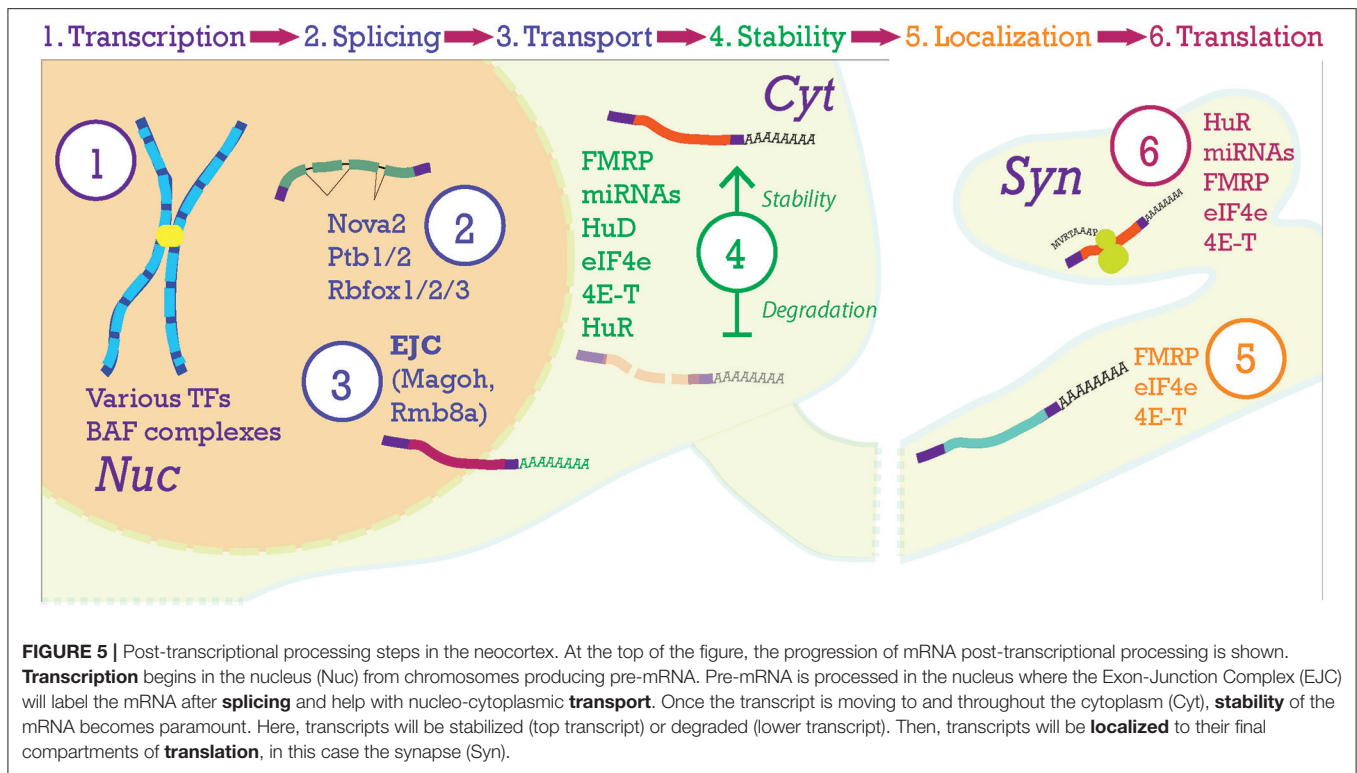 1. Transcription 2. Splicing 3. Transport 4. Stability 5. Localization 6. Translation
1
Various TFs
BAF complexes
Nuc
Nova2
Ptb1/2
Rbfox1/2/3
2
3
EJC
(Magoh,
Rmb8a)
AAAAAAAA
Cyt
AAAAAAAA
FMRP
miRNAs
HuD
eIF4e
4E-T
HuR
Stability
4
Degradation
AAAAAAAA
Syn
6
HuR
miRNAs
FMRP
eIF4e
4E-T
MVRTAAAP
AAAAAAAA
5
FMRP
eIF4e
4E-T
AAAAAAAA
FIGURE 5 | Post-transcriptional processing steps in the neocortex. At the top of the figure, the progression of mRNA post-transcriptional processing is shown.
Transcription begins in the nucleus (Nuc) from chromosomes producing pre-mRNA. Pre-mRNA is processed in the nucleus where the Exon-Junction Complex (EJC)
will label the mRNA after splicing and help with nucleo-cytoplasmic transport. Once the transcript is moving to and throughout the cytoplasm (Cyt), stability of the
mRNA becomes paramount. Here, transcripts will be stabilized (top transcript) or degraded (lower transcript). Then, transcripts will be localized to their final
compartments of translation, in this case the synapse (Syn).